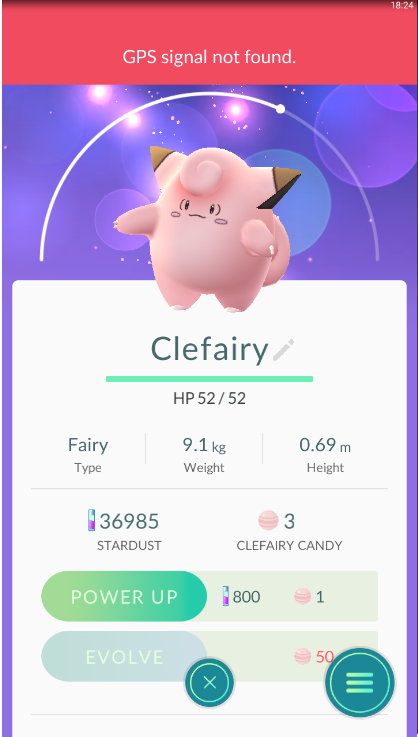 18:24
GPS signal not found.
Clefairy
HP 52 / 52
Fairy 9.1 kg 0.69 m
Type Weight Height
36985 3
STARDUST CLEFAIRY CANDY
POWER UP 800 1
EVOLVE 50